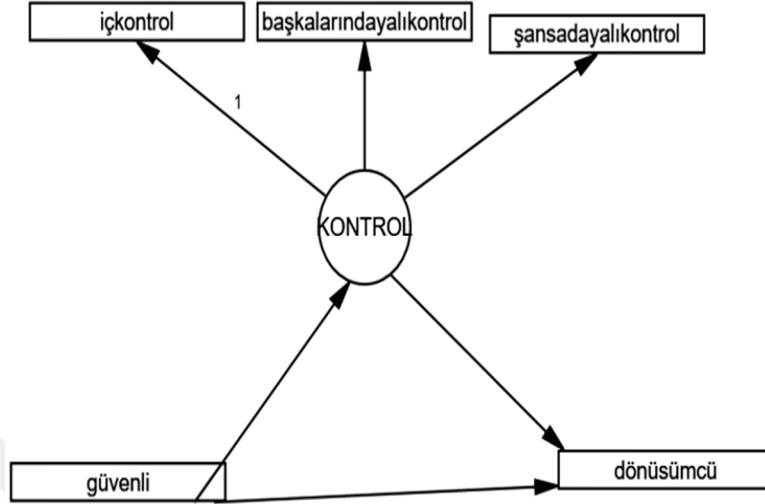 içkontrol
başkalarındayalıkontrol
şansadayalıkontrol
1
KONTROL
güvenli
dönüsümcü